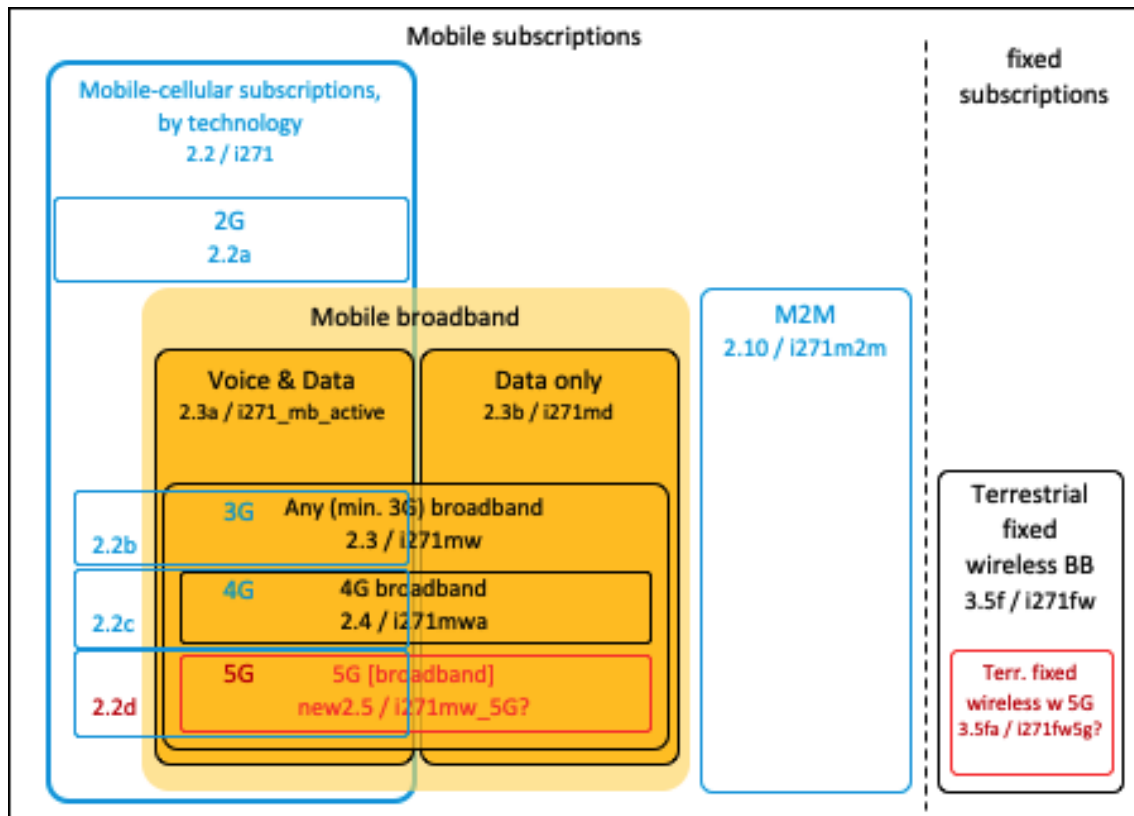 Mobile subscriptions
fixed
subscriptions
Mobile-cellular subscriptions,
by technology
2.2 / i271
2G
2.2a
Mobile broadband
M2M
2.10 / i271m2m
Voice & Data
2.3a / i271_mb_active
Data only
2.3b / i271md
3G
Any (min. 3G) broadband
2.3 / i271mw
2.2b
4G
4G broadband
2.4 / i271mwa
2.2c
5G
5G [broadband]
new2.5 / i271mw_5G?
2.2d
Terrestrial
fixed
wireless BB
3.5f / i271fw
Terr. fixed
wireless w 5G
3.5fa / i271fw5g?